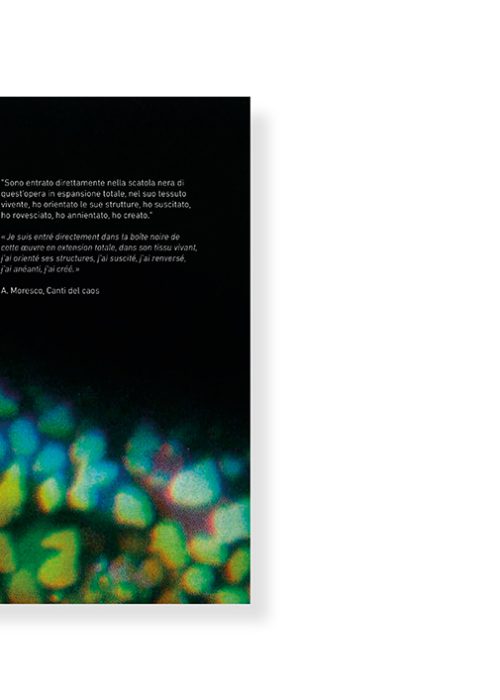 "Sono entrato direttamente nella scatola nera di
quest'opera in espansione totale, nel suo tessuto
vivente, ho orientato le sue strutture, ho suscitato,
ho rovesciato, ho annientato, ho creato."
« Je suis entré directement dans la boîte noire de
cette œuvre en extension totale, dans son tissu vivant,
j'ai orienté ses structures, j'ai suscité, j'ai renversé,
j'ai anéanti, j'ai créé. »
A. Moresco, Canti del caos